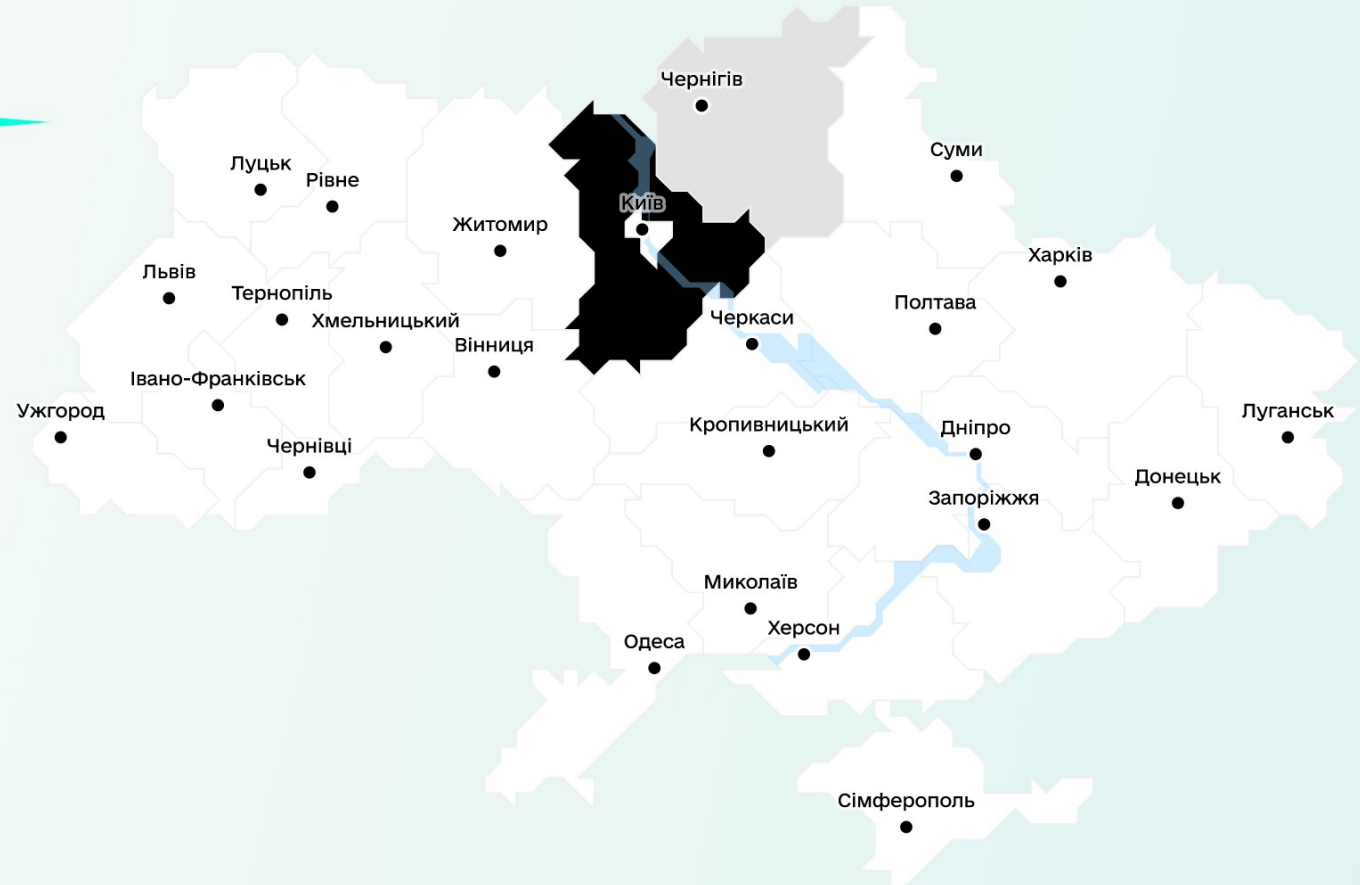 Чернігів
Суми
Луцьк
Рівне
Київ
Житомир
Харків
Львів
Тернопіль
Полтава
Хмельницький
Черкаси
Вінниця
Івано-Франківськ
Ужгород
Луганськ
Кропивницький
Дніпро
Чернівці
Донецьк
Запоріжжя
Миколаїв
Херсон
Одеса
Сімферополь